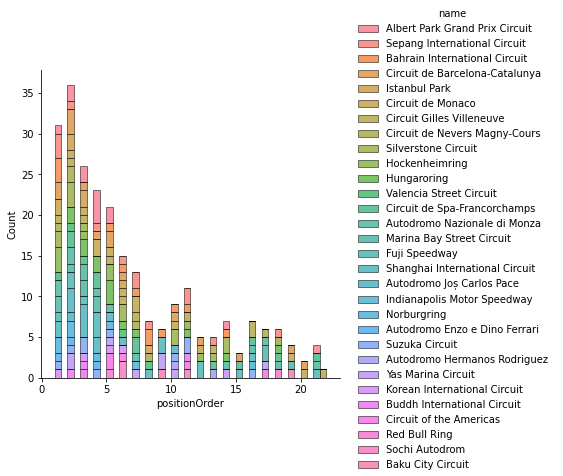 name
Albert Park Grand Prix Circuit
Sepang International Circuit
Bahrain International Circuit
Circuit de Barcelona-Catalunya
Istanbul Park
Circuit de Monaco
Circuit Gilles Villeneuve
Circuit de Nevers Magny-Cours
Silverstone Circuit
Hockenheimring
Hungaroring
Valencia Street Circuit
Circuit de Spa-Francorchamps
Autodromo Nazionale di Monza
Marina Bay Street Circuit
Fuji Speedway
Shanghai International Circuit
Autodromo Joș Carlos Pace
Indianapolis Motor Speedway
Norburgring
Autodromo Enzo e Dino Ferrari
Suzuka Circuit
Autodromo Hermanos Rodriguez
Yas Marina Circuit
Korean International Circuit
Buddh International Circuit
Circuit of the Americas
Red Bull Ring
Sochi Autodrom
Baku City Circuit
Count
35
30
25
20
15
10
5
0
0 5 10 15 20
positionOrder